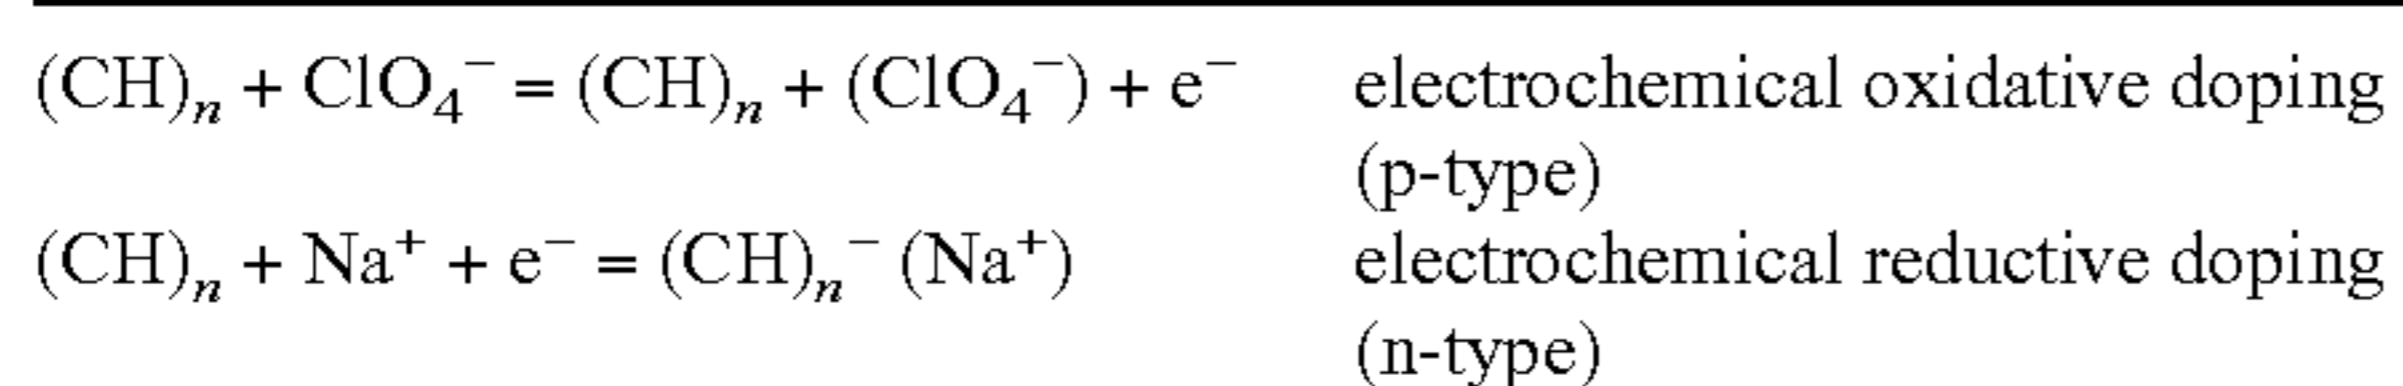 (CH)ₙ + ClO₄⁻ = (CH)ₙ + (ClO₄⁻) + e⁻ electrochemical oxidative doping
(p-type)
(CH)ₙ + Na⁺ + e⁻ = (CH)ₙ⁻ (Na⁺) electrochemical reductive doping
(n-type)